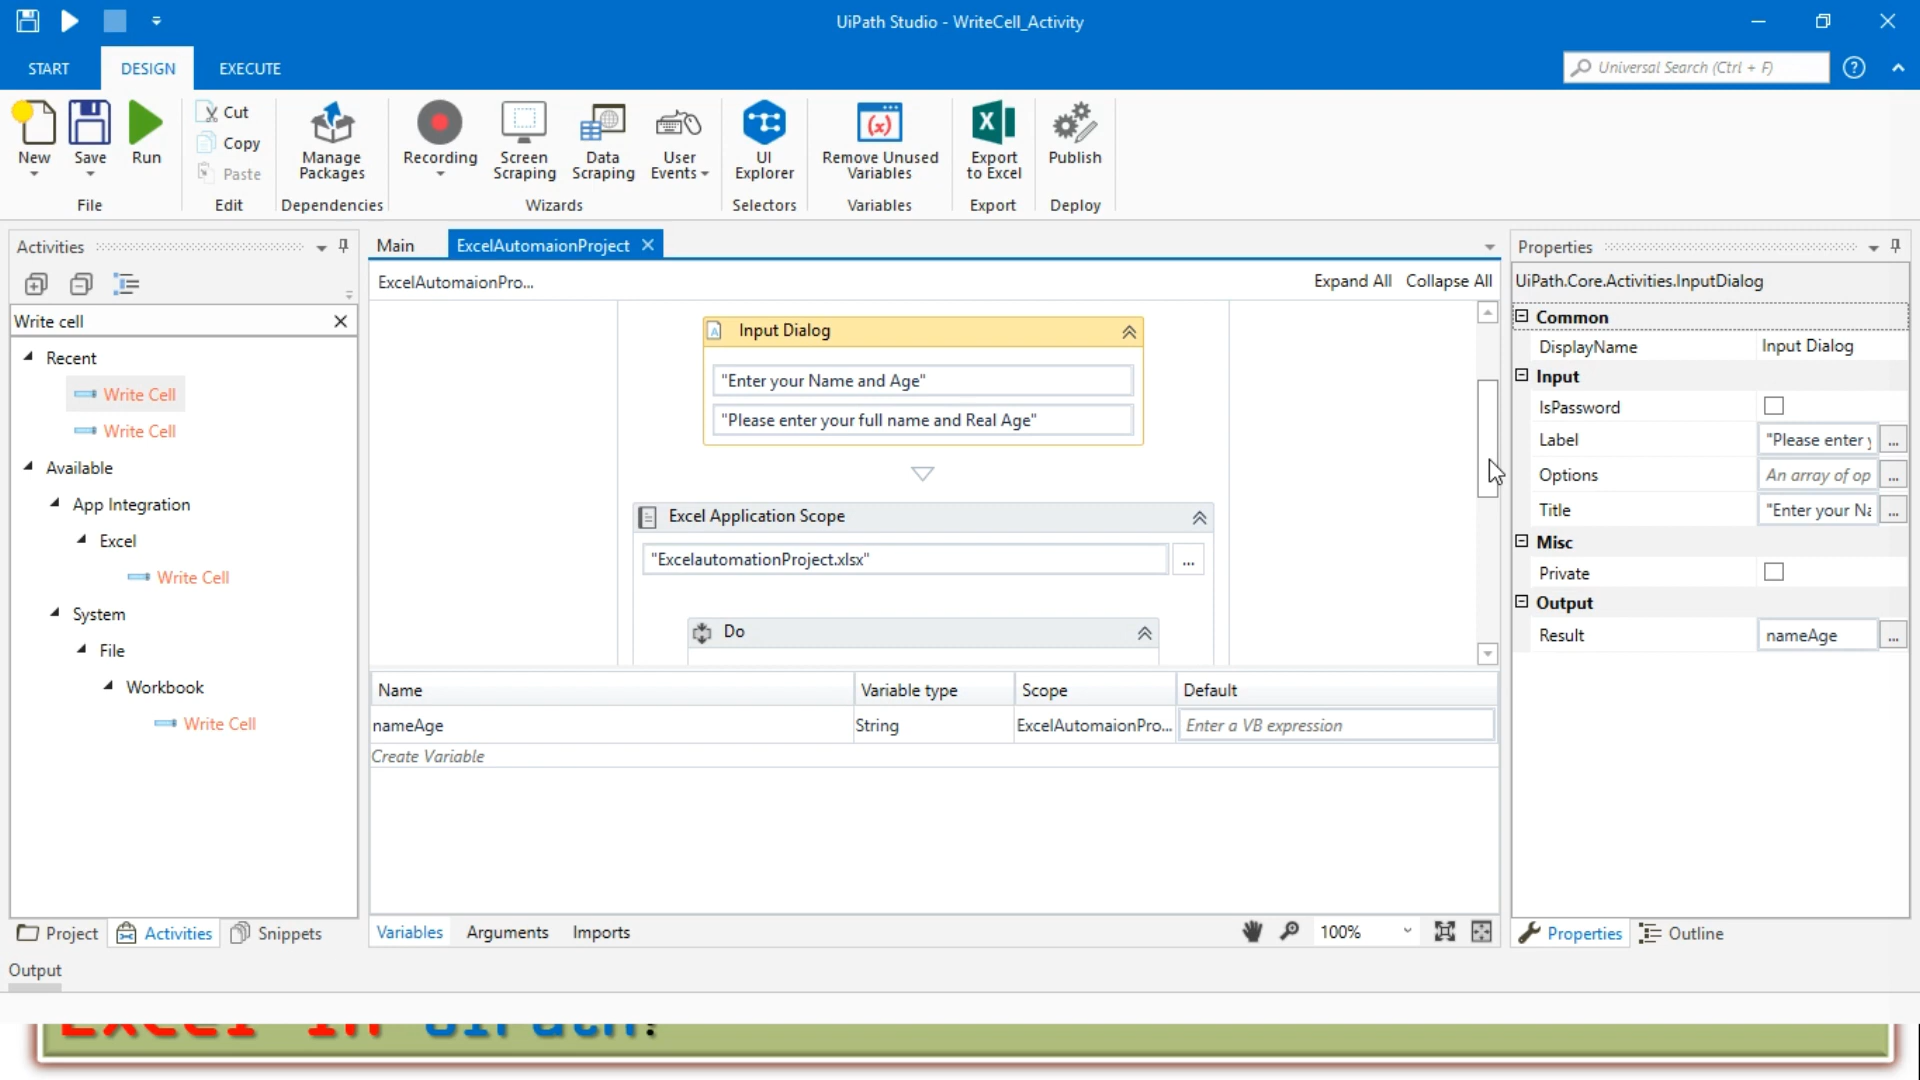 UiPath Studio - WriteCell_Activity
START DESIGN EXECUTE
Universal Search (Ctrl + F)
New
Save
Run
Cut
Copy
Paste
Manage Packages
Recording
Screen Scraping
Data Scraping
User Events
UI Explorer
Remove Unused Variables
Export to Excel
Publish
File Edit Dependencies Wizards Selectors Variables Export Deploy
Activities
Write cell
Recent
Write Cell
Write Cell
Available
App Integration
Excel
Write Cell
System
File
Workbook
Write Cell
Project Activities Snippets
Output
Main ExcelAutomaionProject
ExcelAutomaionPro... Expand All Collapse All
Input Dialog
"Enter your Name and Age"
"Please enter your full name and Real Age"
Excel Application Scope
"ExcelautomationProject.xlsx"
...
Do
Name Variable type Scope Default
nameAge String ExcelAutomaionPro... Enter a VB expression
Create Variable
Variables Arguments Imports 100%
Properties
UiPath.Core.Activities.InputDialog
Common
DisplayName Input Dialog
Input
IsPassword
Label "Please enter y ...
Options An array of op ...
Title "Enter your Na ...
Misc
Private
Output
Result nameAge ...
Properties Outline
Excel in UiPath!